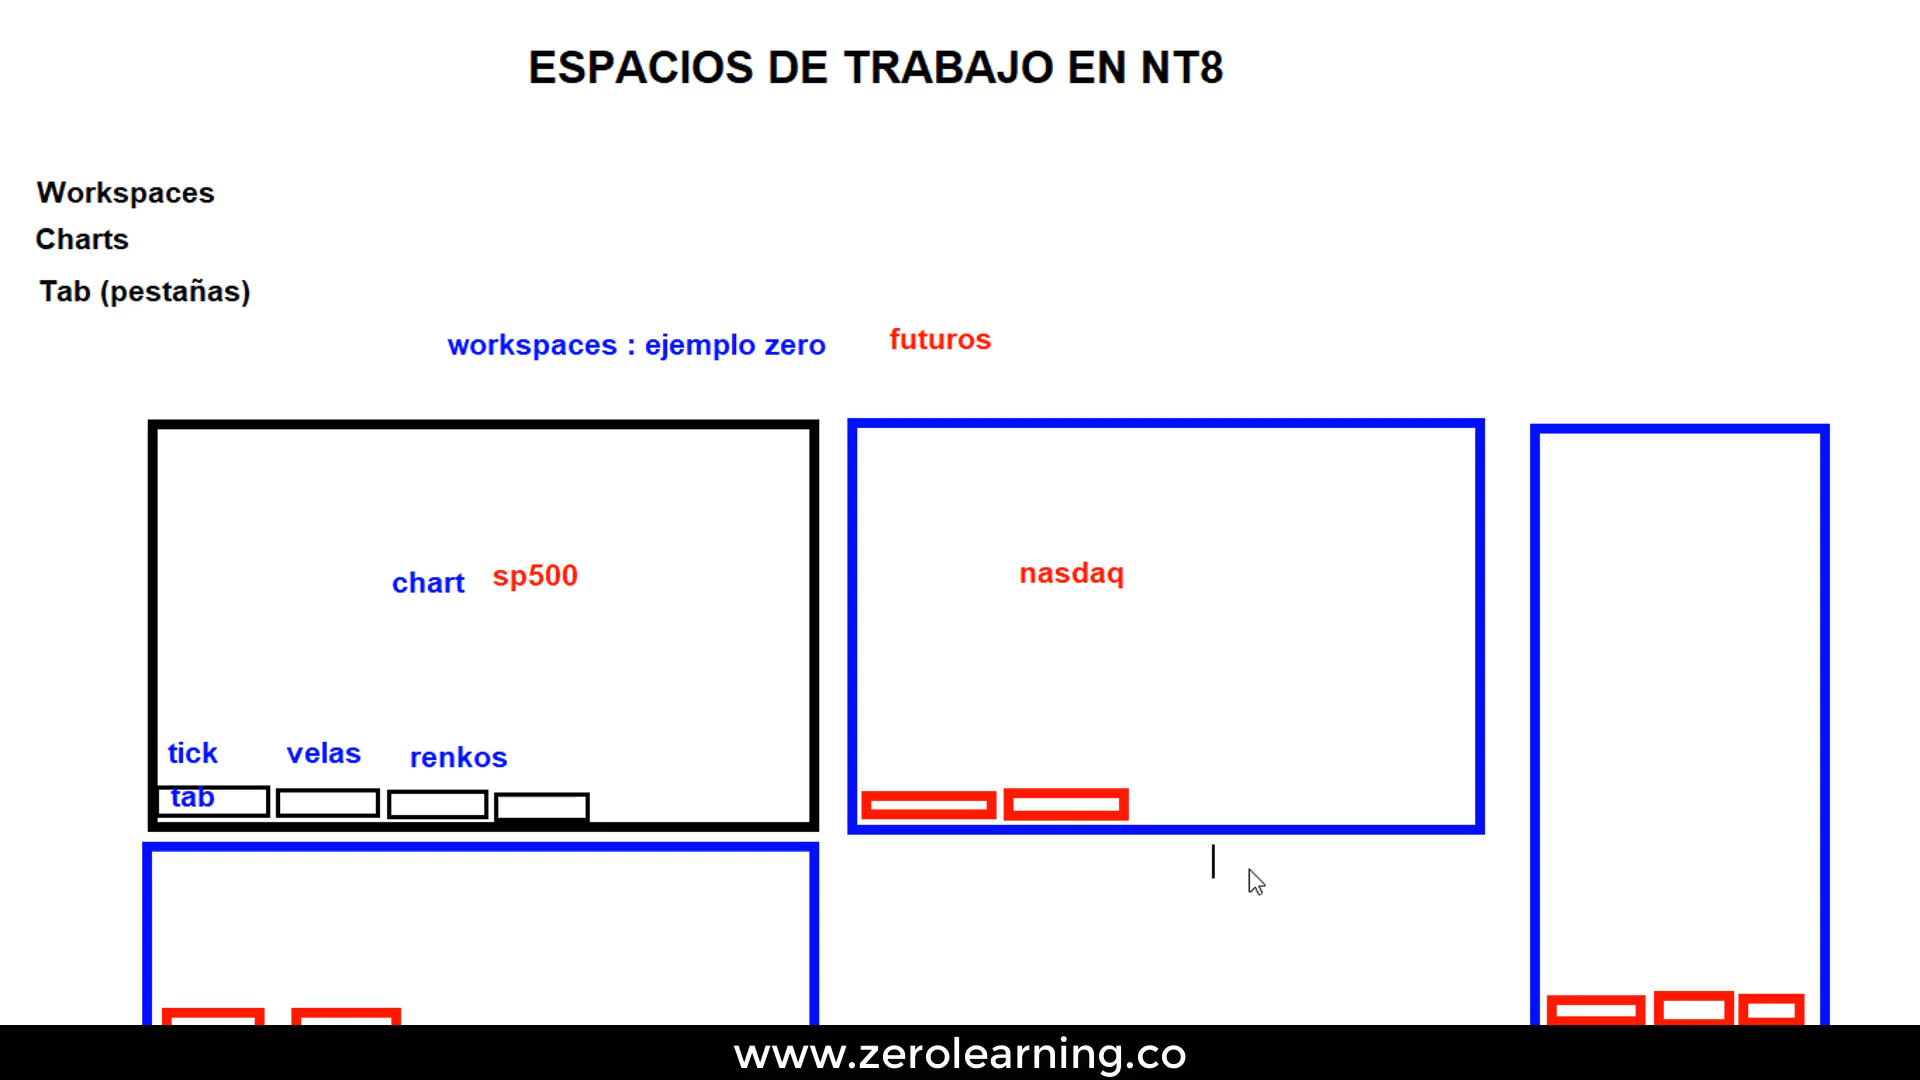 ESPACIOS DE TRABAJO EN NT8
Workspaces
Charts
Tab (pestañas)
workspaces : ejemplo zero futuros
chart sp500
nasdaq
tick velas renkos
tab
www.zerolearning.co